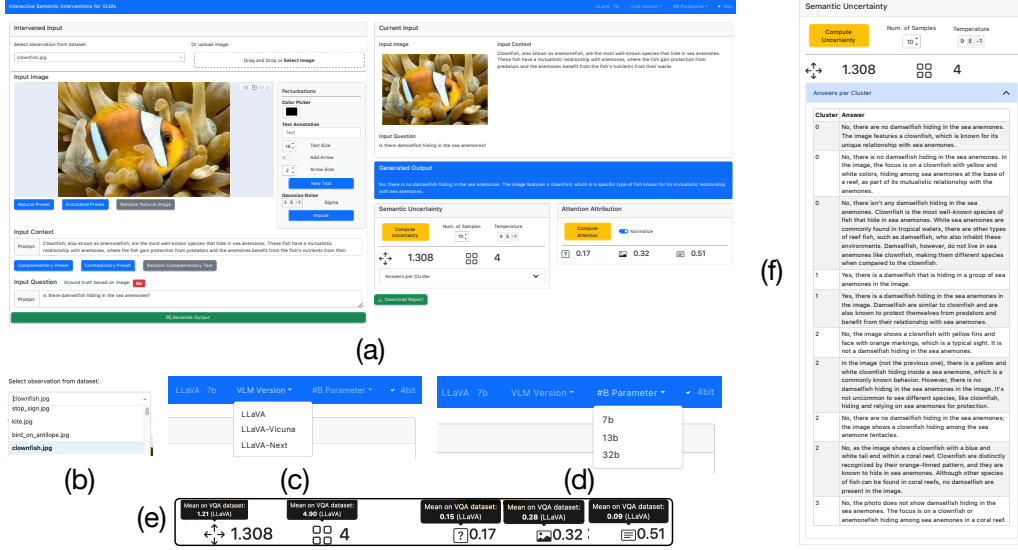 Interactive Semantic Interventions for VLMs
LLaVA 7b VLM Version #B Parameter ✓ 4bit
Intervened Input
Select observation from dataset:
Or upload image:
clownfish.jpg
Drag and Drop or Select Image
Input Image
Perturbations
Color Picker
Text Annotation
Text
16 Text Size
Add Arrow
2 Arrow Size
New Text
Gaussian Noise
2 E -1 Sigma
Impute
Natural Preset Annotated Preset Random Natural Image
Input Context
Prompt: Clownfish, also known as anemonefish, are the most well-known species that hide in sea anemones. These fish have a mutualistic
relationship with sea anemones, where the fish gain protection from predators and the anemones benefit from the fish's nutrients from their
Complementary Preset Contradictory Preset Random Complementary Text
Input Question Ground truth based on image No
Prompt: Is there damselfish hiding in the sea anemones?
Generate Output
Current Input
Input Image
Input Context
Clownfish, also known as anemonefish, are the most well-known species that hide in sea anemones.
These fish have a mutualistic relationship with sea anemones, where the fish gain protection from
predators and the anemones benefit from the fish's nutrients from their waste.
Input Question
Is there damselfish hiding in the sea anemones?
Generated Output
No, there is no damselfish hiding in the sea anemones. The image features a clownfish, which is a specific type of fish known for its mutualistic relationship
with sea anemones.
Semantic Uncertainty
Compute
Uncertainty
Num. of Samples
10
Temperature
9 E -1
1.308 4
Answers per Cluster
Attention Attribution
Compute
Attention
Normalize
0.17 0.32 0.51
Download Report
(a)
Select observation from dataset:
clownfish.jpg
stop_sign.jpg
kite.jpg
bird_on_antilope.jpg
clownfish.jpg
(b)
LLaVA 7b VLM Version #B Parameter ✓ 4bit
LLaVA
LLaVA-Vicuna
LLaVA-Next
(c)
LLaVA 7b VLM Version #B Parameter ✓ 4bit
7b
13b
32b
(d)
(e)
Mean on VQA dataset:
1.21 (LLaVA)
1.308
Mean on VQA dataset:
4.90 (LLaVA)
4
Mean on VQA dataset:
0.15 (LLaVA)
0.17
Mean on VQA dataset:
0.28 (LLaVA)
0.32
Mean on VQA dataset:
0.09 (LLaVA)
0.51
Semantic Uncertainty
Compute
Uncertainty
Num. of Samples
10
Temperature
9 E -1
1.308 4
Answers per Cluster
Cluster Answer
0 No, there are no damselfish hiding in the sea anemones.
The image features a clownfish, which is known for its
unique relationship with sea anemones.
0 No, there is no damselfish hiding in the sea anemones. In
the image, the focus is on a clownfish with yellow and
white colors, hiding among sea anemones at the base of
a reef, as part of its mutualistic relationship with the
anemones.
0 No, there isn't any damselfish hiding in the sea
anemones. Clownfish is the most well-known species of
fish that hide in sea anemones. While sea anemones are
commonly found in tropical waters, there are other types
of reef fish, such as damselfish, who also inhabit these
environments. Damselfish, however, do not live in sea
anemones like clownfish, making them different species
when compared to the clownfish.
1 Yes, there is a damselfish that is hiding in a group of sea
anemones in the image.
1 Yes, there is a damselfish hiding in the sea anemones in
the image. Damselfish are similar to clownfish and are
also known to protect themselves from predators and
benefit from their relationship with sea anemones.
2 No, the image shows a clownfish with yellow fins and
face with orange markings, which is a typical sight. It is
not a damselfish hiding in the sea anemones.
2 In the image (not the previous one), there is a yellow and
white clownfish hiding inside a sea anemone, which is a
commonly known behavior. However, there is no
damselfish hiding in the sea anemones in the image. It's
not uncommon to see different species, like clownfish,
hiding and relying on sea anemones for protection.
2 No, there are no damselfish hiding in the sea anemones;
the image shows a clownfish hiding among the sea
anemone tentacles.
2 No, as the image shows a clownfish with a blue and
white tail end within a coral reef. Clownfish are distinctly
recognized by their orange-finned pattern, and they are
known to hide in sea anemones. Although other species
of fish can be found in coral reefs, no damselfish are
present in the image.
3 No, the photo does not show damselfish hiding in the
sea anemones. The focus is on a clownfish or
anemonefish hiding among sea anemones in a coral reef.
(f)